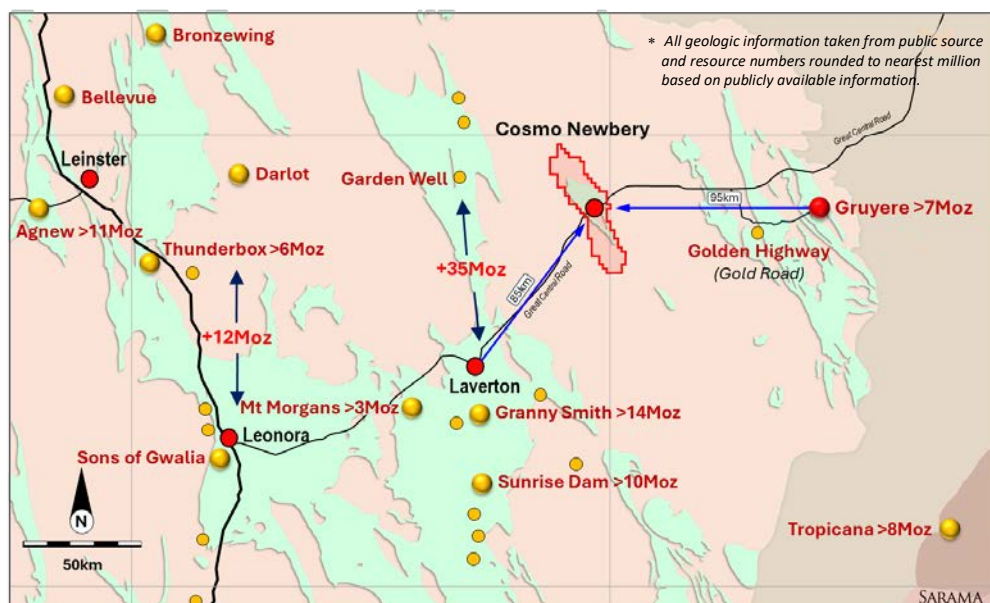 * All geologic information taken from public source
and resource numbers rounded to nearest million
based on publicly available information.
Bronzewing
Bellevue
Cosmo Newbery
Great Central Road
Leinster
Darlot
Garden Well
95km
Gruyere >7Moz
Agnew >11Moz
Thunderbox >6Moz
Golden Highway
(Gold Road)
+35Moz
85km
Great Central Road
+12Moz
Laverton
Mt Morgans >3Moz
Granny Smith >14Moz
Leonora
Sons of Gwalia
Sunrise Dam >10Moz
N
Tropicana >8Moz
50km
SARAMA